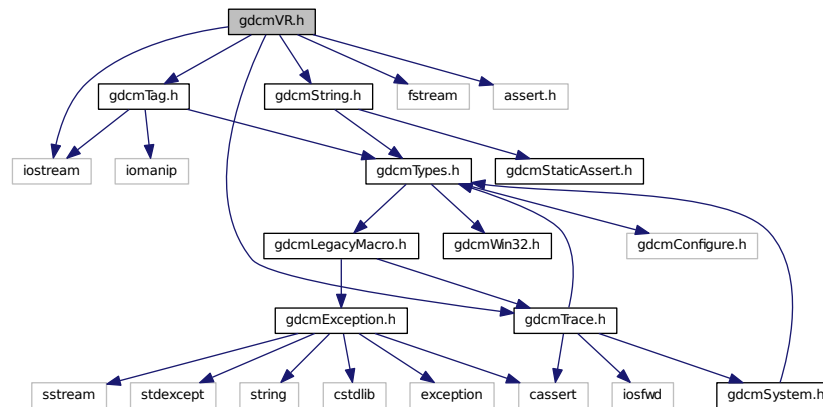 gdcmVR.h
gdcmTag.h
gdcmString.h
fstream
assert.h
iostream
iomanip
gdcmTypes.h
gdcmStaticAssert.h
gdcmLegacyMacro.h
gdcmWin32.h
gdcmConfigure.h
gdcmException.h
gdcmTrace.h
sstream
stdexcept
string
cstdlib
exception
cassert
iosfwd
gdcmSystem.h